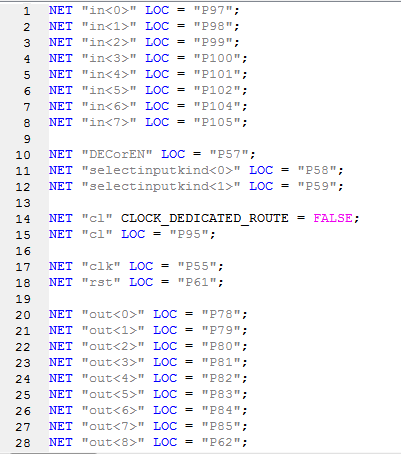 1 NET "in<0>" LOC = "P97";
2 NET "in<1>" LOC = "P98";
3 NET "in<2>" LOC = "P99";
4 NET "in<3>" LOC = "P100";
5 NET "in<4>" LOC = "P101";
6 NET "in<5>" LOC = "P102";
7 NET "in<6>" LOC = "P104";
8 NET "in<7>" LOC = "P105";
9
10 NET "DECorEN" LOC = "P57";
11 NET "selectinputkind<0>" LOC = "P58";
12 NET "selectinputkind<1>" LOC = "P59";
13
14 NET "cl" CLOCK_DEDICATED_ROUTE = FALSE;
15 NET "cl" LOC = "P95";
16
17 NET "clk" LOC = "P55";
18 NET "rst" LOC = "P61";
19
20 NET "out<0>" LOC = "P78";
21 NET "out<1>" LOC = "P79";
22 NET "out<2>" LOC = "P80";
23 NET "out<3>" LOC = "P81";
24 NET "out<4>" LOC = "P82";
25 NET "out<5>" LOC = "P83";
26 NET "out<6>" LOC = "P84";
27 NET "out<7>" LOC = "P85";
28 NET "out<8>" LOC = "P62";